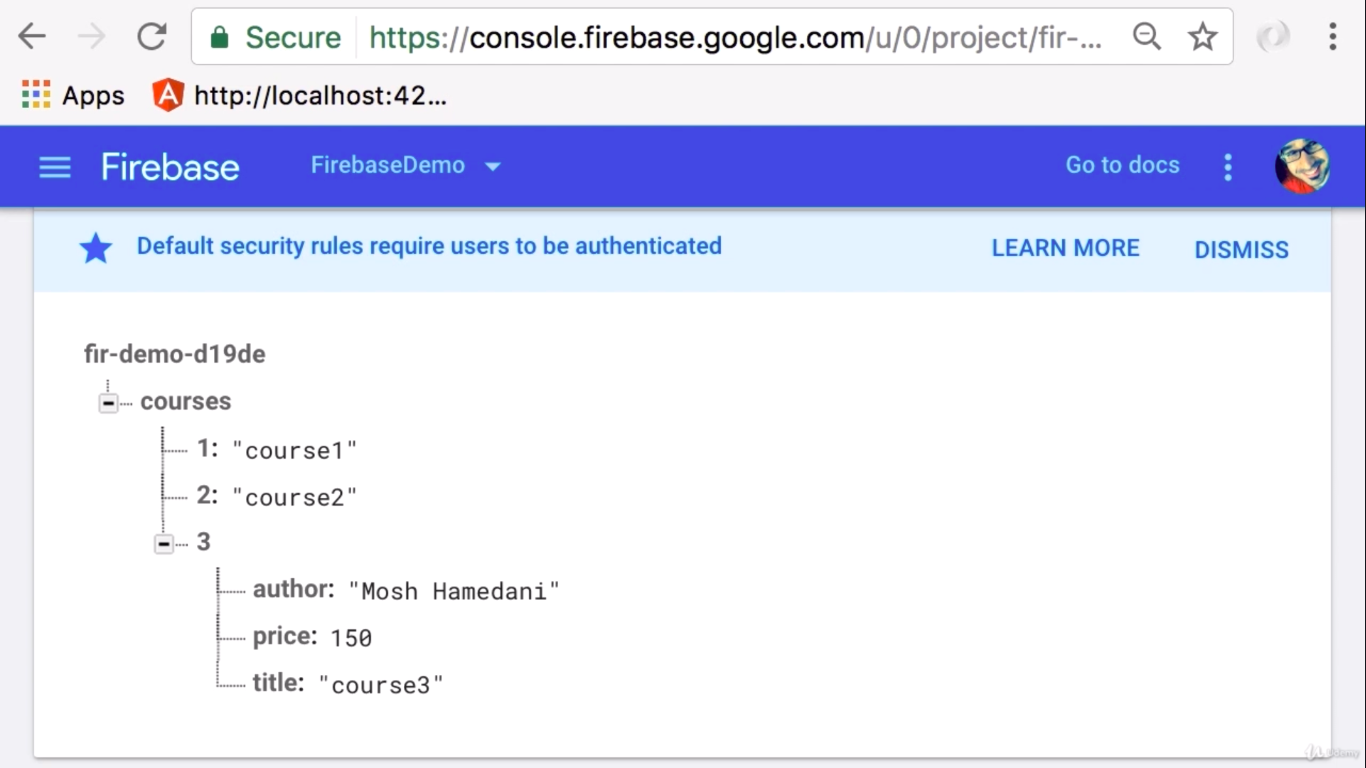 Secure https://console.firebase.google.com/u/0/project/fir-...
Apps http://localhost:42...
Firebase FirebaseDemo Go to docs
Default security rules require users to be authenticated LEARN MORE DISMISS
fir-demo-d19de
courses
1: "course1"
2: "course2"
3
author: "Mosh Hamedani"
price: 150
title: "course3"
Udemy